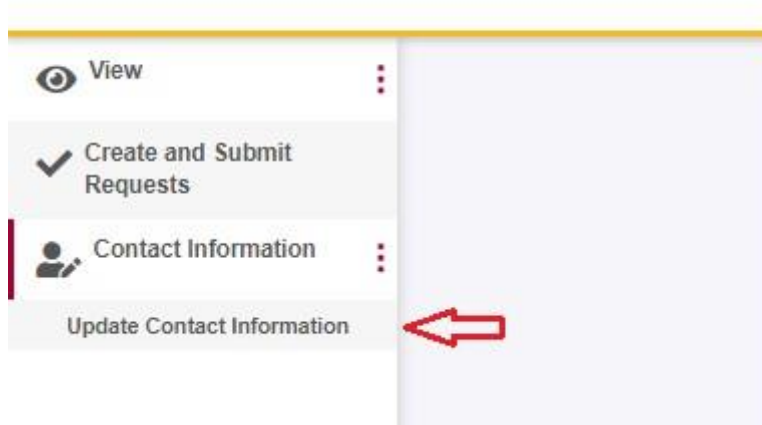 View
Create and Submit
Requests
Contact Information
Update Contact Information